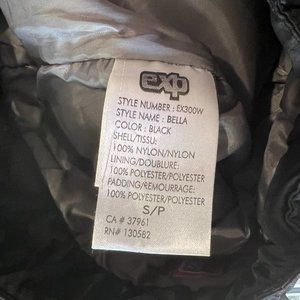 exp
STYLE NUMBER : EX300W
STYLE NAME : BELLA
COLOR : BLACK
SHELL/TISSU:
100% NYLON/NYLON
LINING/DOUBLURE:
100% POLYESTER/POLYESTER
PADDING/REMOURRAGE:
100% POLYESTER/POLYESTER
S/P
CA # 37961
RN# 130582